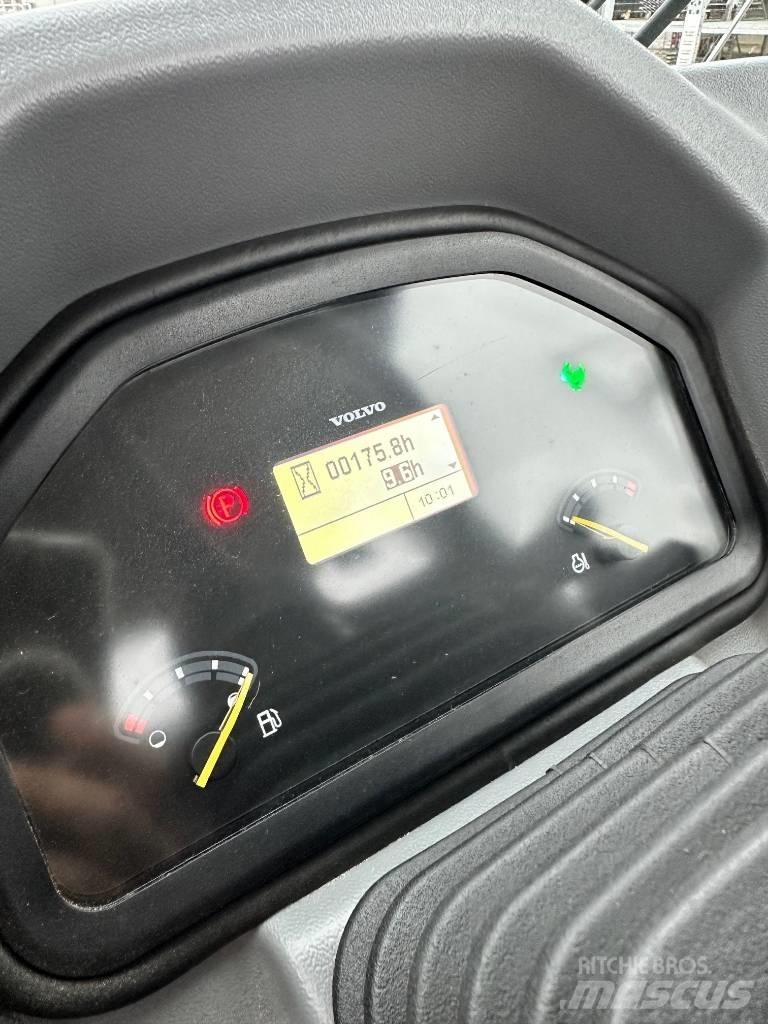 VOLVO
00175.8h
9.6h
10:01
P
RITCHIE BROS.
mascus